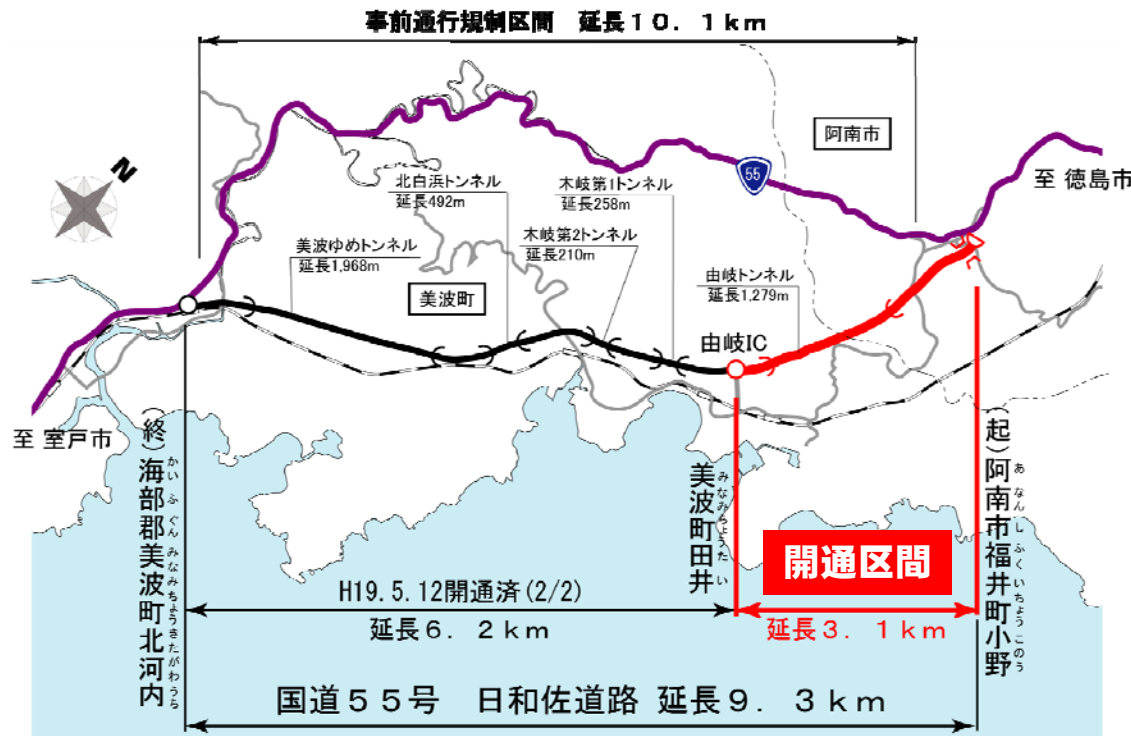 事前通行規制区間 延長10.1km
N
阿南市
55
至 徳島市
北白浜トンネル
延長492m
木岐第1トンネル
延長258m
美波ゆめトンネル
延長1,968m
木岐第2トンネル
延長210m
由岐トンネル
延長1,279m
美波町
由岐IC
至 室戸市
(終)海部郡美波町北河内
かいふぐんみなみちょうきたがわうち
美波町田井
みなみちょうたい
(起)阿南市福井町小野
あなんしふくいちょうこのう
開通区間
H19.5.12開通済(2/2)
延長6.2km
延長3.1km
国道55号 日和佐道路 延長9.3km